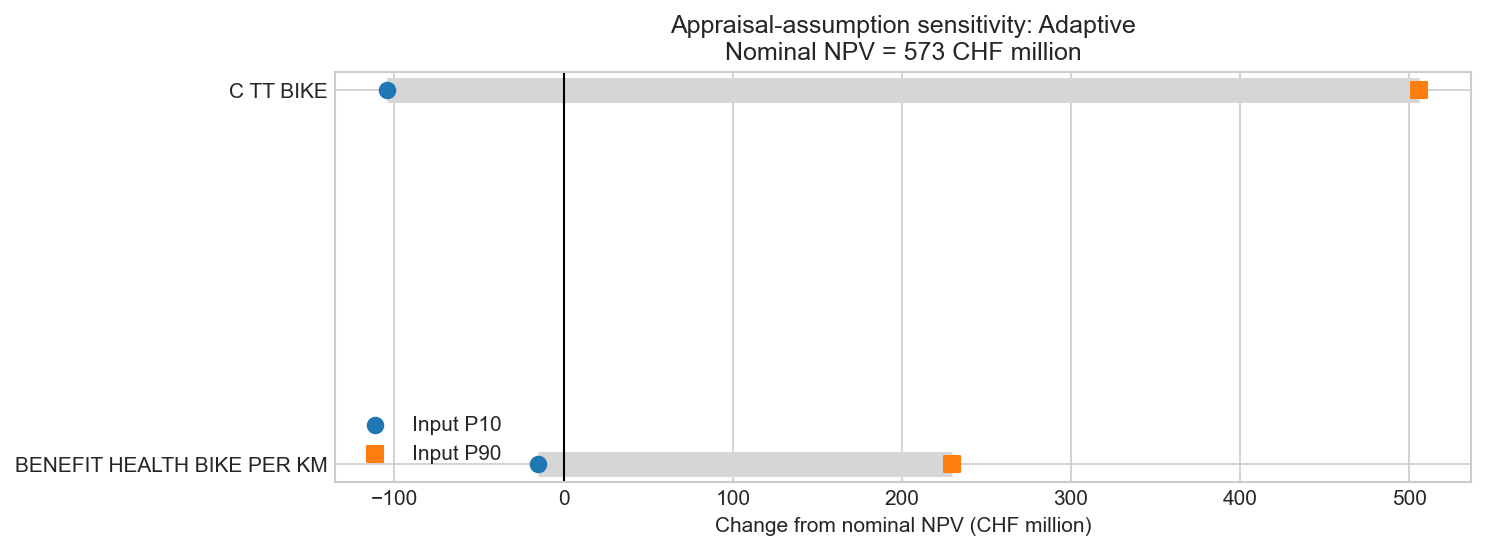 Appraisal-assumption sensitivity: Adaptive
Nominal NPV = 573 CHF million
C TT BIKE
Input P10
Input P90
BENEFIT HEALTH BIKE PER KM
−100 0 100 200 300 400 500
Change from nominal NPV (CHF million)